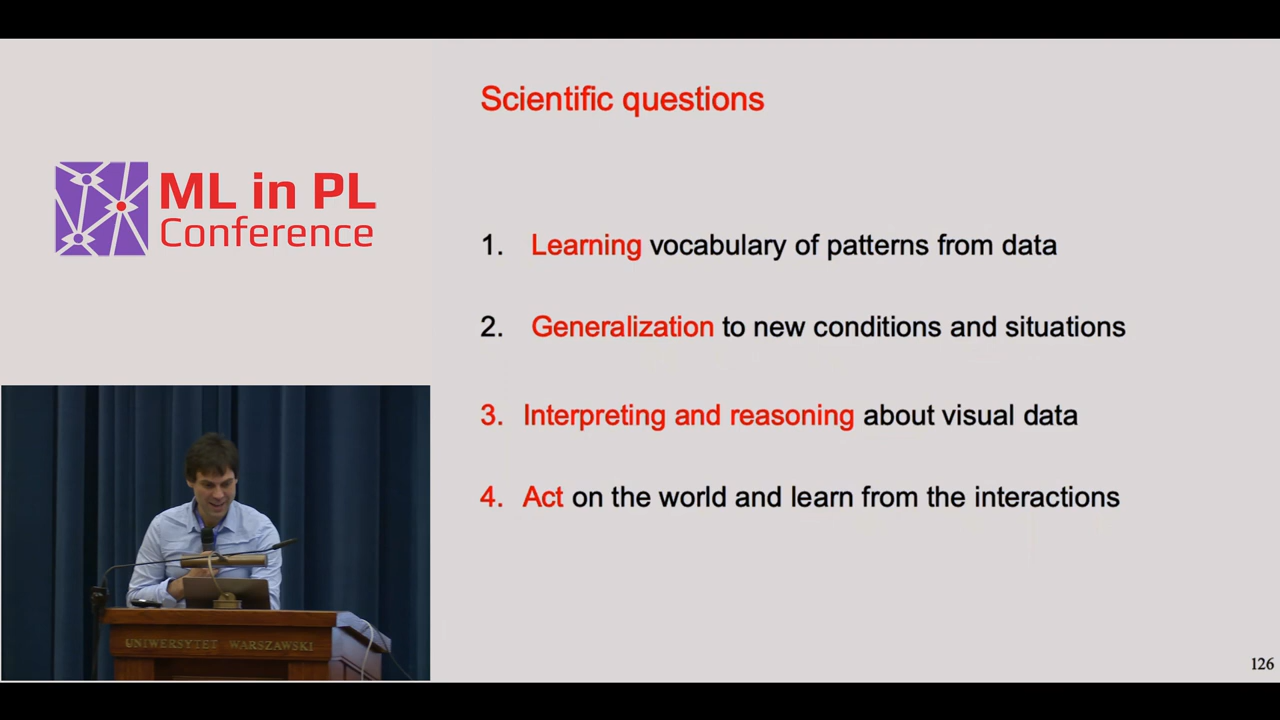 Scientific questions
ML in PL
Conference
1. Learning vocabulary of patterns from data
2. Generalization to new conditions and situations
3. Interpreting and reasoning about visual data
4. Act on the world and learn from the interactions
UNIWERSYTET WARSZAWSKI
126